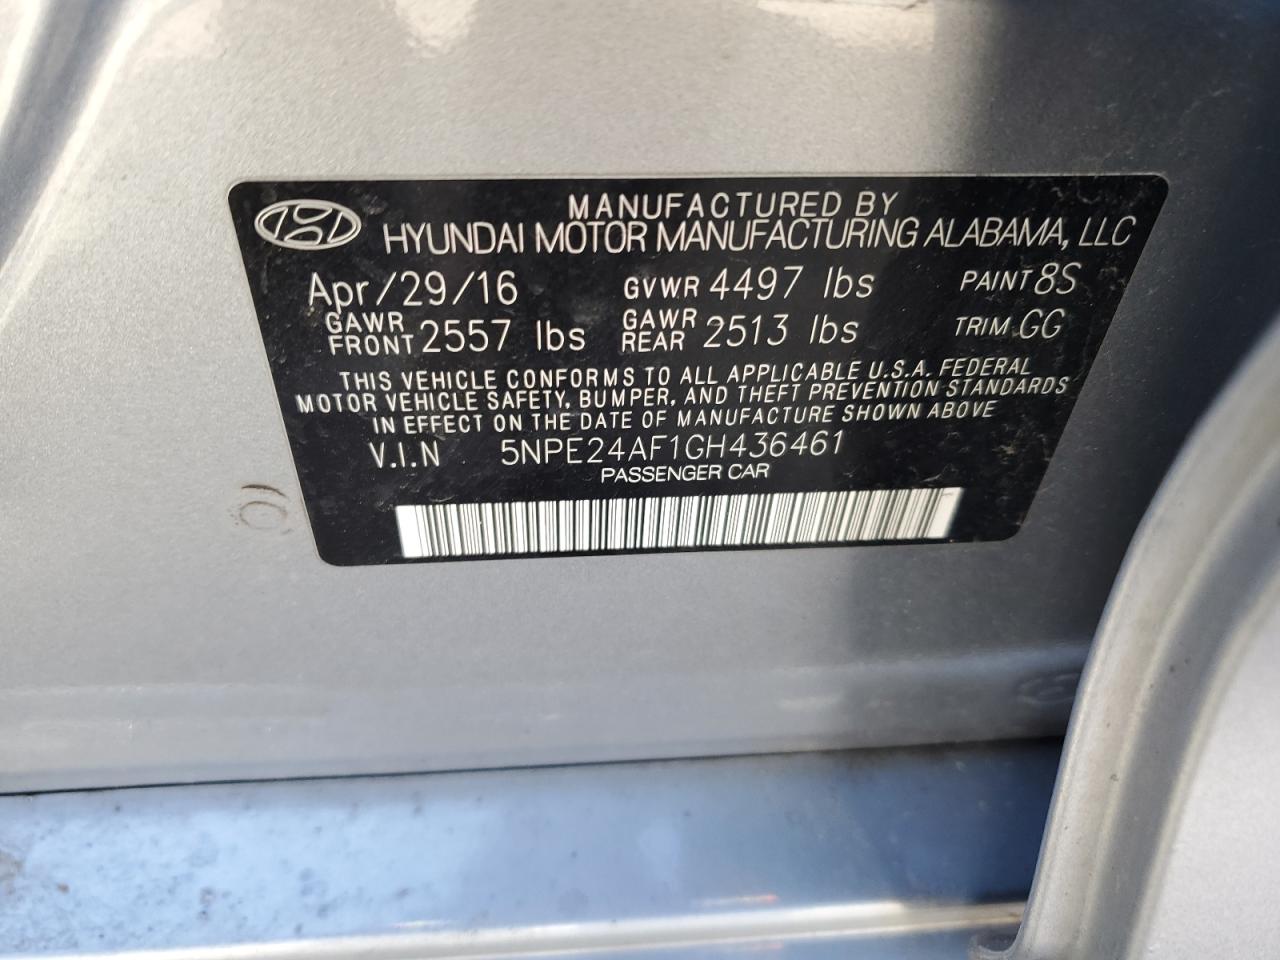 MANUFACTURED BY
HYUNDAI MOTOR MANUFACTURING ALABAMA, LLC
Apr/29/16 GVWR 4497 lbs PAINT 8S
GAWR FRONT 2557 lbs GAWR REAR 2513 lbs TRIM GG
THIS VEHICLE CONFORMS TO ALL APPLICABLE U.S.A. FEDERAL
MOTOR VEHICLE SAFETY, BUMPER, AND THEFT PREVENTION STANDARDS
IN EFFECT ON THE DATE OF MANUFACTURE SHOWN ABOVE
V.I.N 5NPE24AF1GH436461
PASSENGER CAR